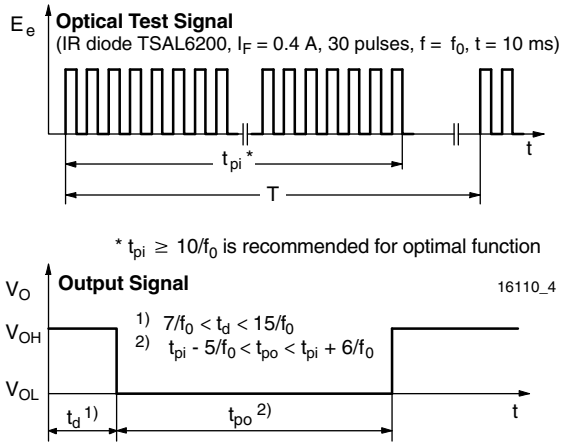 E_e Optical Test Signal
(IR diode TSAL6200, I_F = 0.4 A, 30 pulses, f = f_0, t = 10 ms)
t
t_pi *
T
* t_pi ≥ 10/f_0 is recommended for optimal function
V_O Output Signal 16110_4
V_OH
1) 7/f_0 < t_d < 15/f_0
2) t_pi - 5/f_0 < t_po < t_pi + 6/f_0
V_OL
t_d 1) t_po 2) t